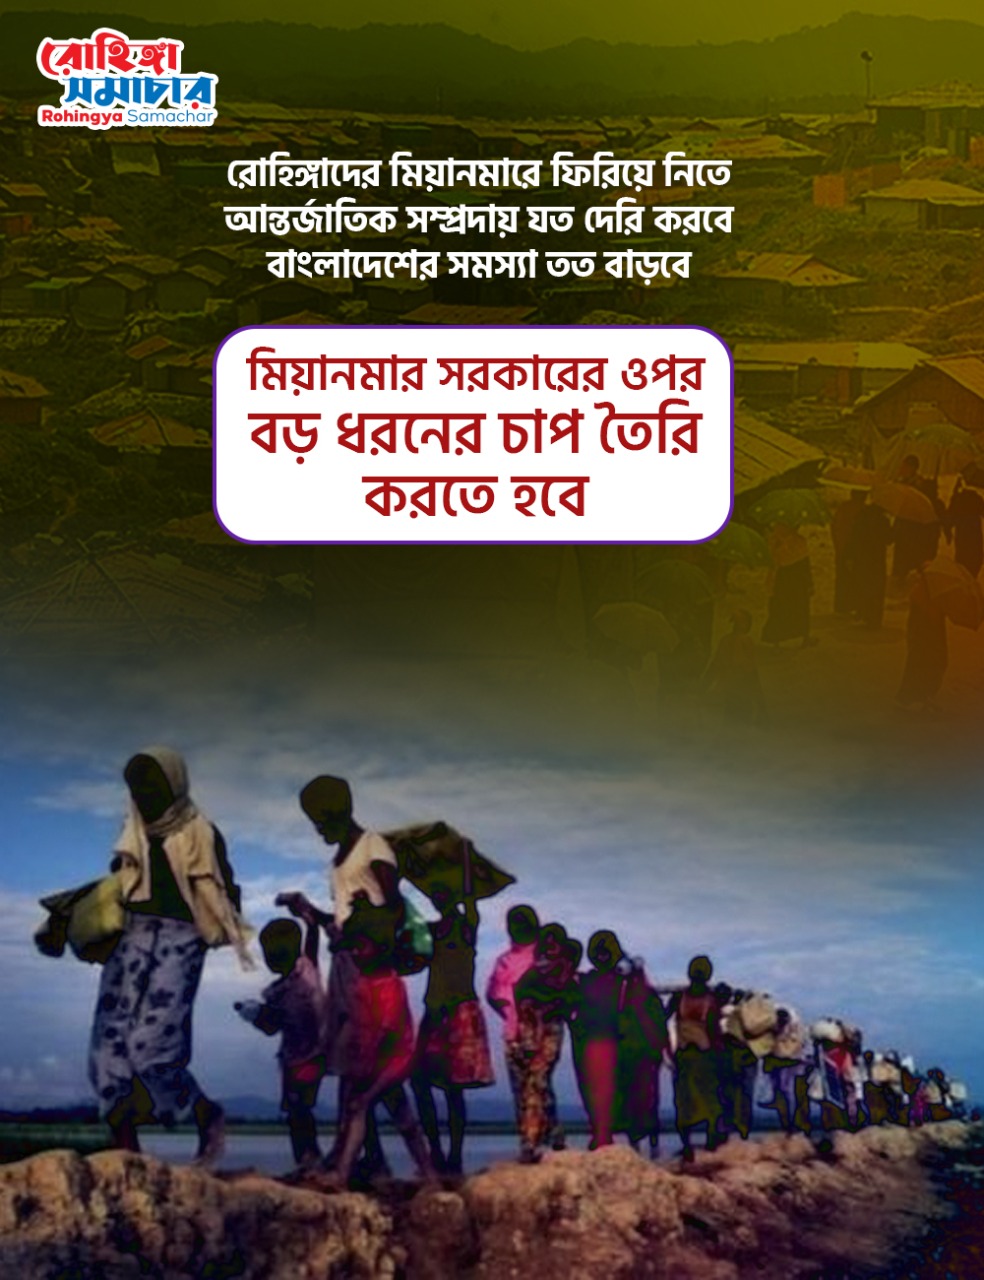 রোহিঙ্গা
সমাচার
Rohingya Samachar
রোহিঙ্গাদের মিয়ানমারে ফিরিয়ে নিতে
আন্তর্জাতিক সম্প্রদায় যত দেরি করবে
বাংলাদেশের সমস্যা তত বাড়বে
মিয়ানমার সরকারের ওপর
বড় ধরনের চাপ তৈরি
করতে হবে